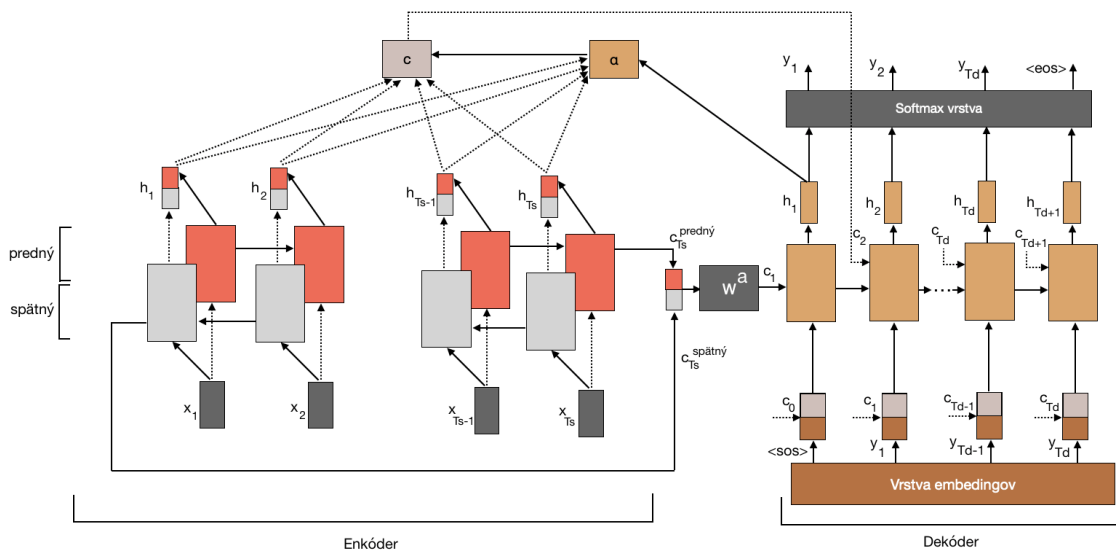 c
α
y1
y2
yTd
<eos>
Softmax vrstva
h1
h2
hTs-1
hTs
h1
h2
hTd
hTd+1
predný
spätný
cTs predný
c2
cTd
cTd+1
wa
c1
cTs spätný
x1
x2
xTs-1
xTs
c0
c1
cTd-1
cTd
<sos>
y1
yTd-1
yTd
Vrstva embedingov
Enkóder
Dekóder